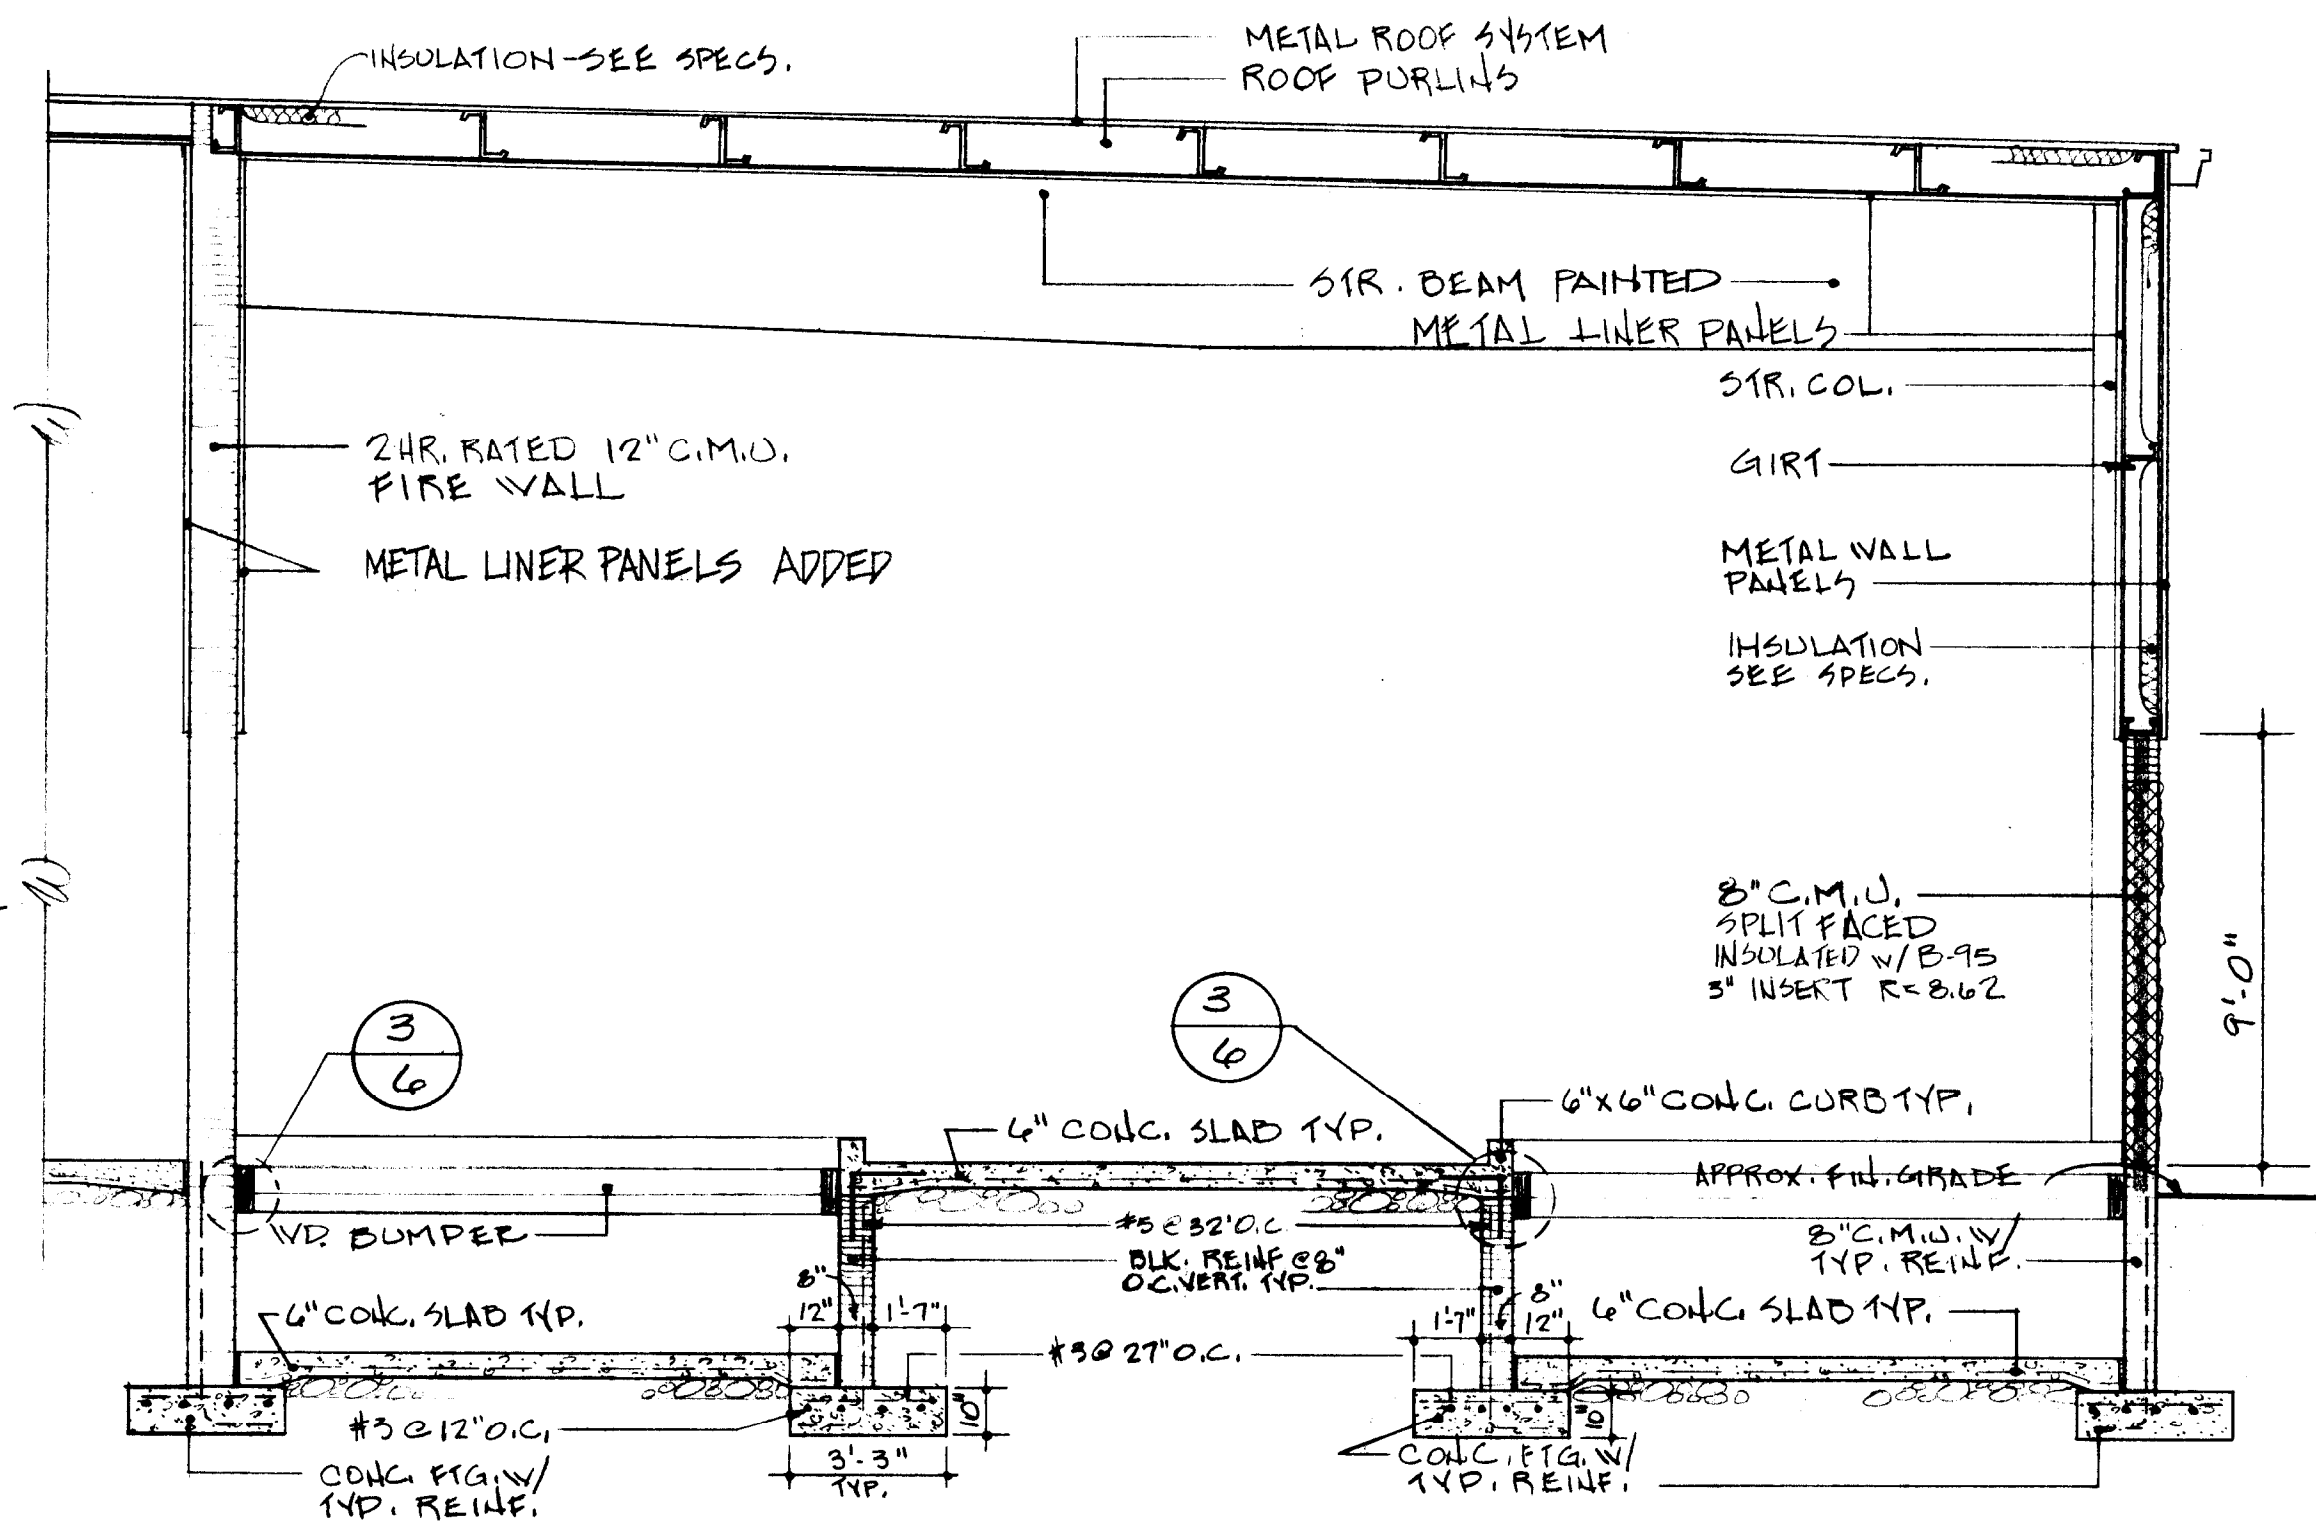 INSULATION-SEE SPECS.
METAL ROOF SYSTEM
ROOF PURLINS
STR. BEAM PAINTED
METAL LINER PANELS
STR. COL.
2HR. RATED 12" C.M.U.
FIRE WALL
GIRT
METAL LINER PANELS ADDED
METAL WALL
PANELS
INSULATION
SEE SPECS.
8" C.M.U.
SPLIT FACED
INSULATED W/ B-95
3" INSERT R=8.62
9'-0"
3
6
3
6
6"X6" CONC. CURB TYP.
6" CONC. SLAB TYP.
APPROX. FIN. GRADE
WD. BUMPER
#5 @ 32' O.C.
BLK. REINF @ 8"
O.C. VERT. TYP.
8" C.M.U. W/
TYP. REINF.
8"
12"
1'-7"
1'-7"
8"
12"
6" CONC. SLAB TYP.
6" CONC. SLAB TYP.
#3 @ 27" O.C.
#3 @ 12" O.C.
10"
10"
3'-3"
TYP.
CONC. FTG. W/
TYP. REINF.
CONC. FTG. W/
TYP. REINF.